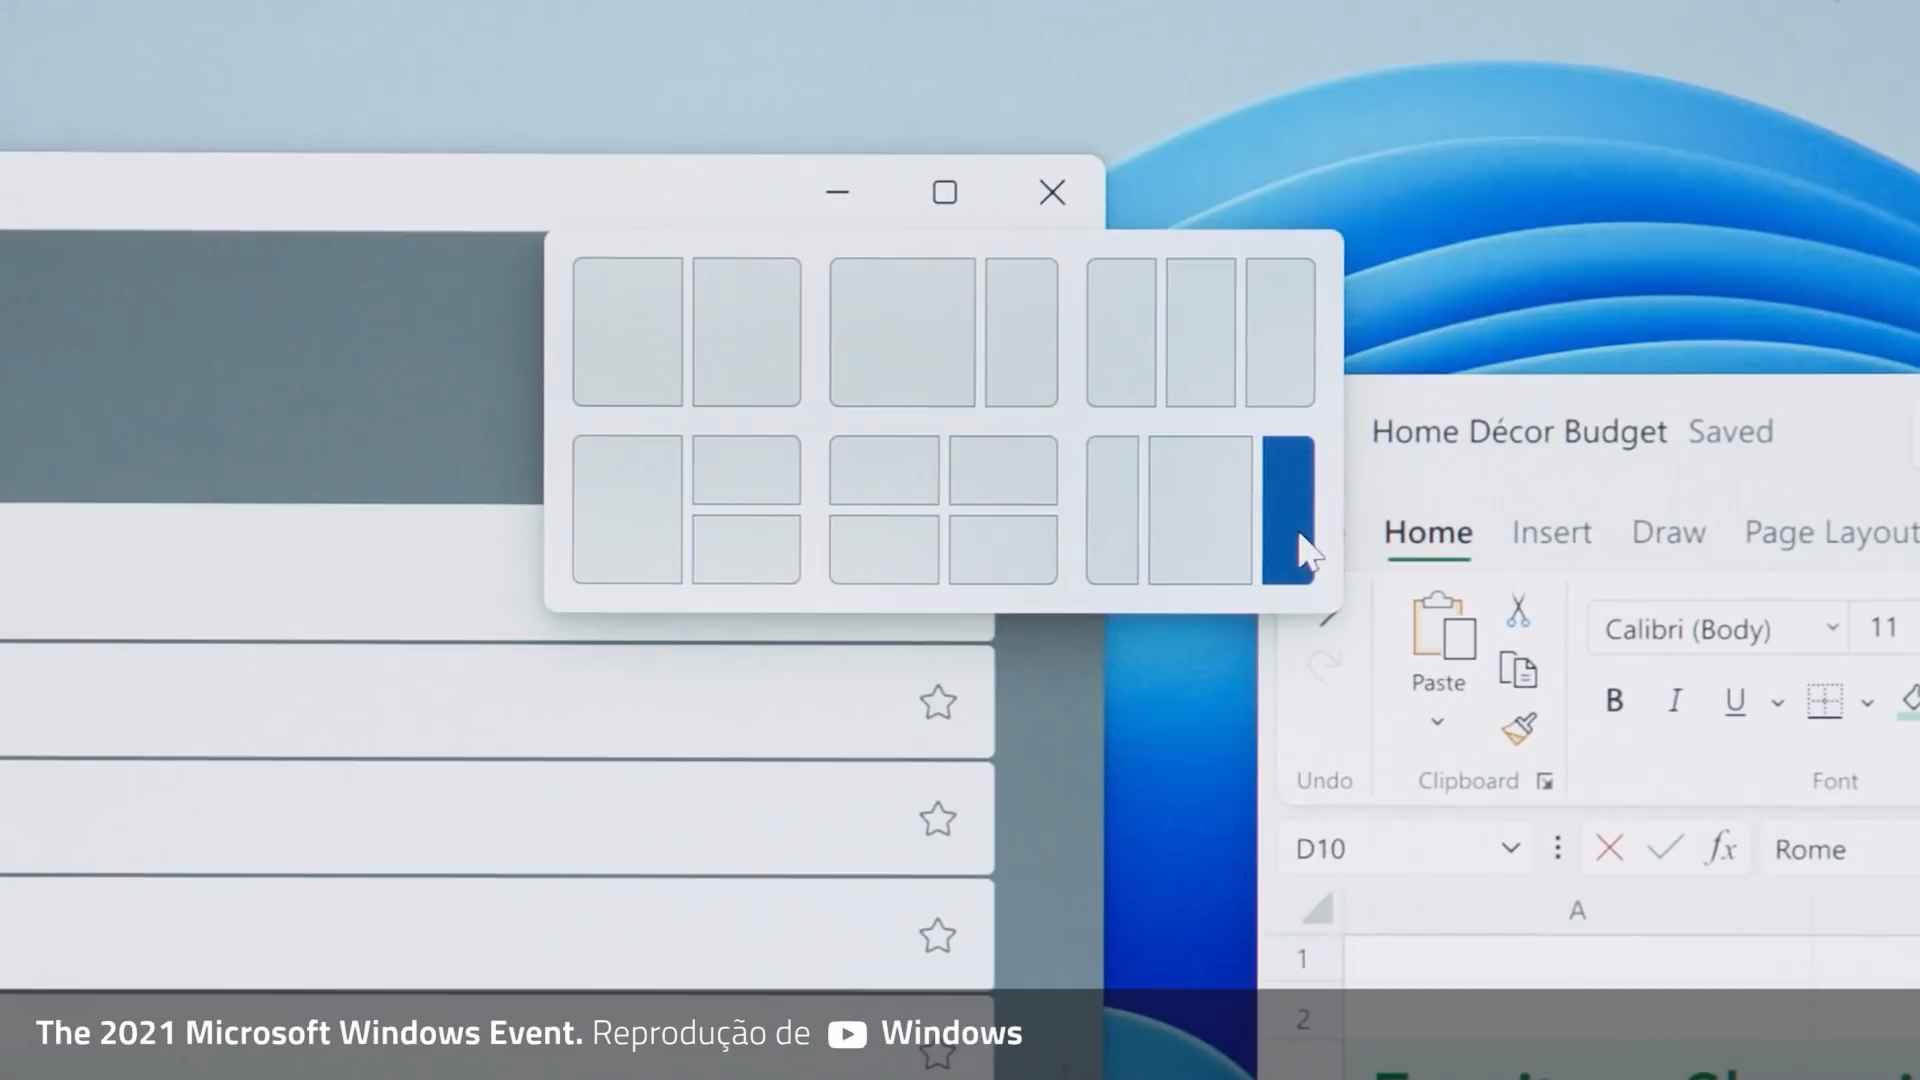 Home Décor Budget Saved
Home Insert Draw Page Layout
Calibri (Body) 11
Paste
B I U
Undo Clipboard Font
D10 fx Rome
A
1
2
The 2021 Microsoft Windows Event. Reprodução de Windows